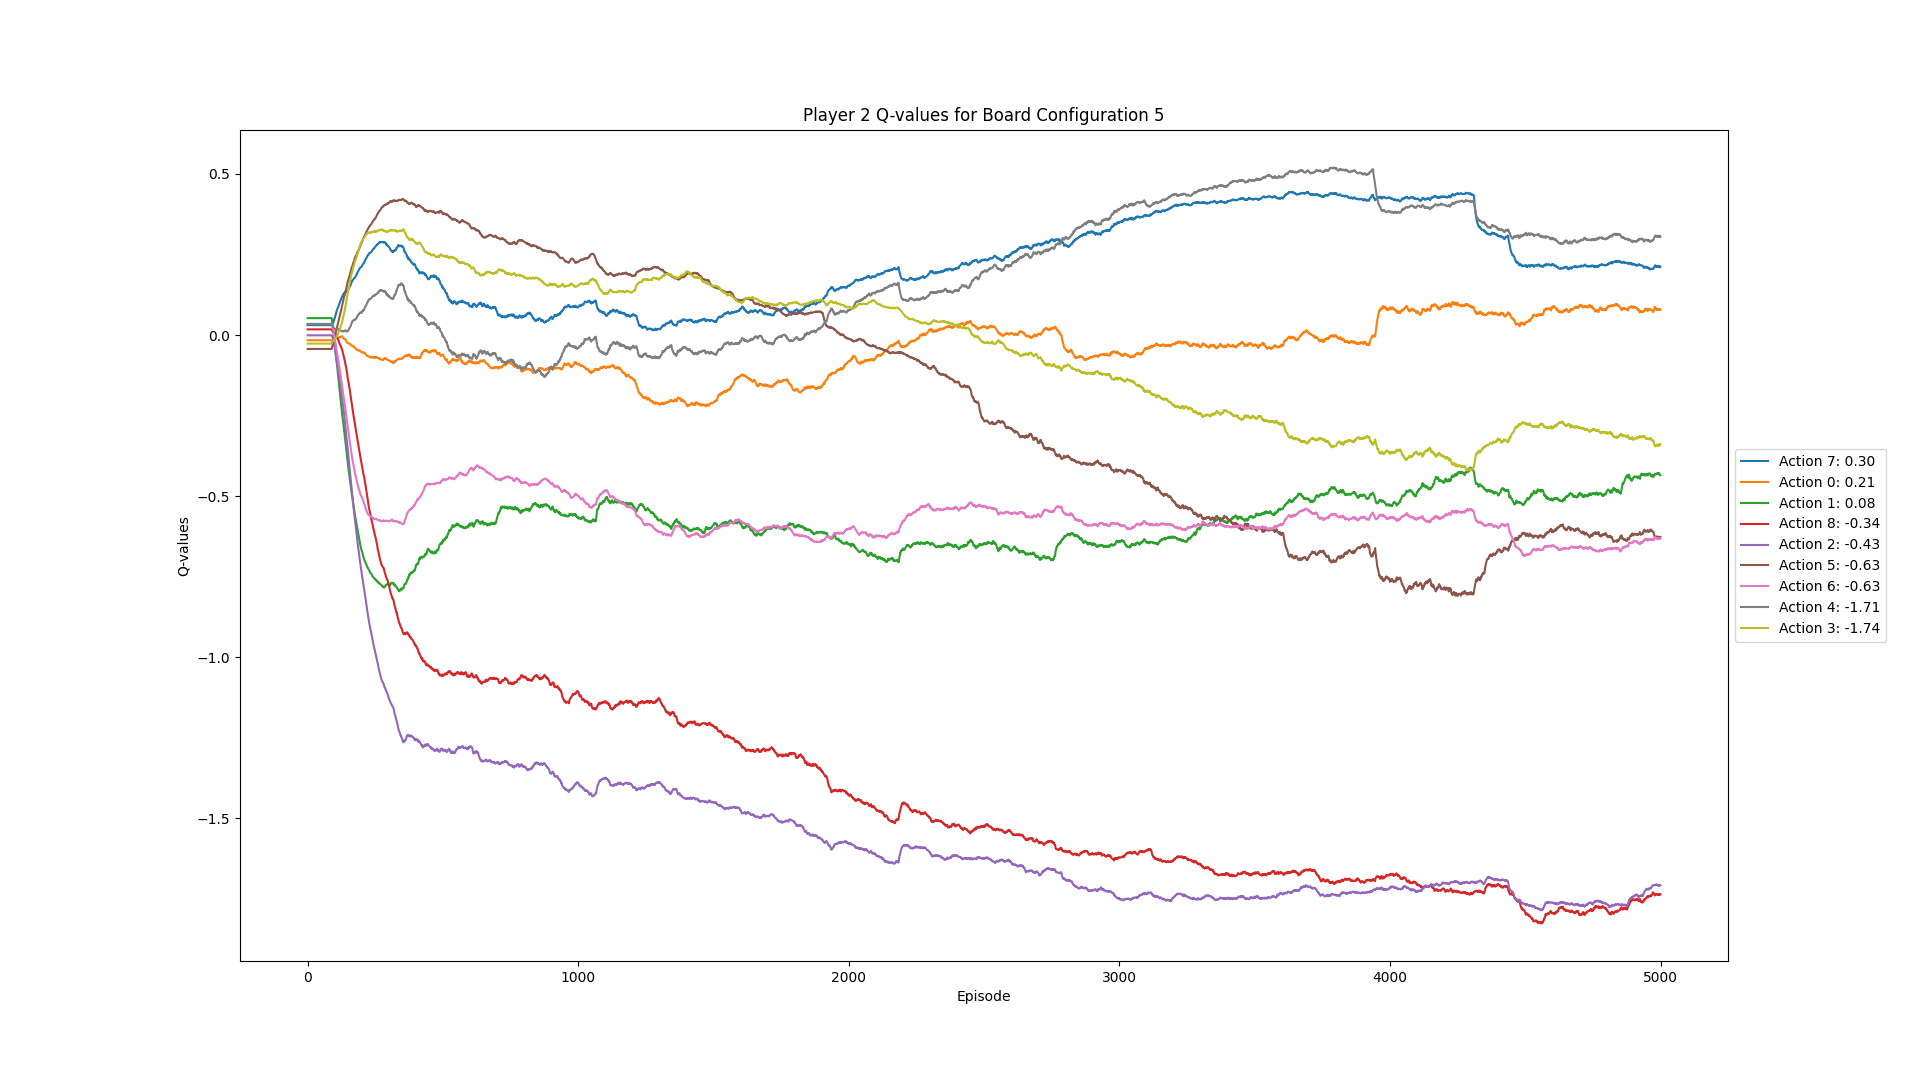 Player 2 Q-values for Board Configuration 5
0.5
0.0
−0.5
−1.0
−1.5
Q-values
0
1000
2000
3000
4000
5000
Episode
Action 7: 0.30
Action 0: 0.21
Action 1: 0.08
Action 8: -0.34
Action 2: -0.43
Action 5: -0.63
Action 6: -0.63
Action 4: -1.71
Action 3: -1.74